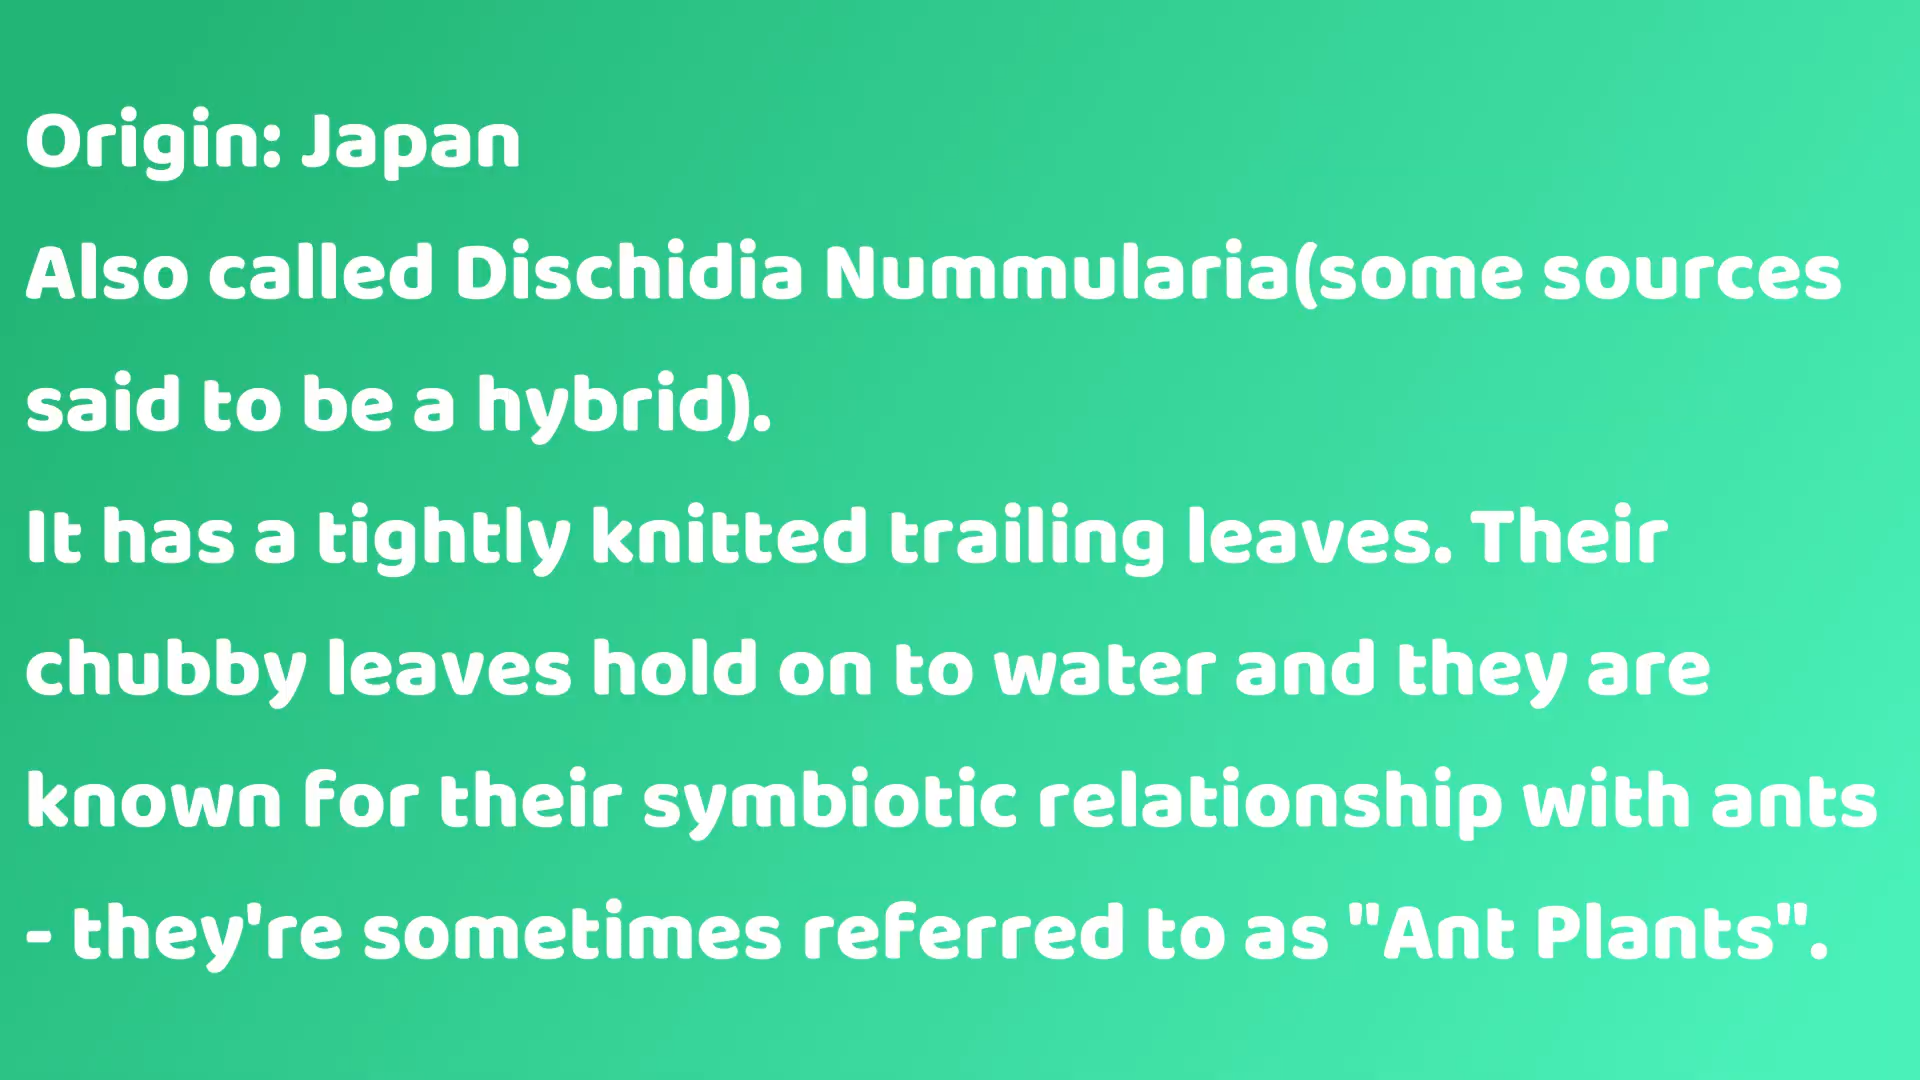 Origin: Japan
Also called Dischidia Nummularia(some sources
said to be a hybrid).
It has a tightly knitted trailing leaves. Their
chubby leaves hold on to water and they are
known for their symbiotic relationship with ants
- they're sometimes referred to as "Ant Plants".